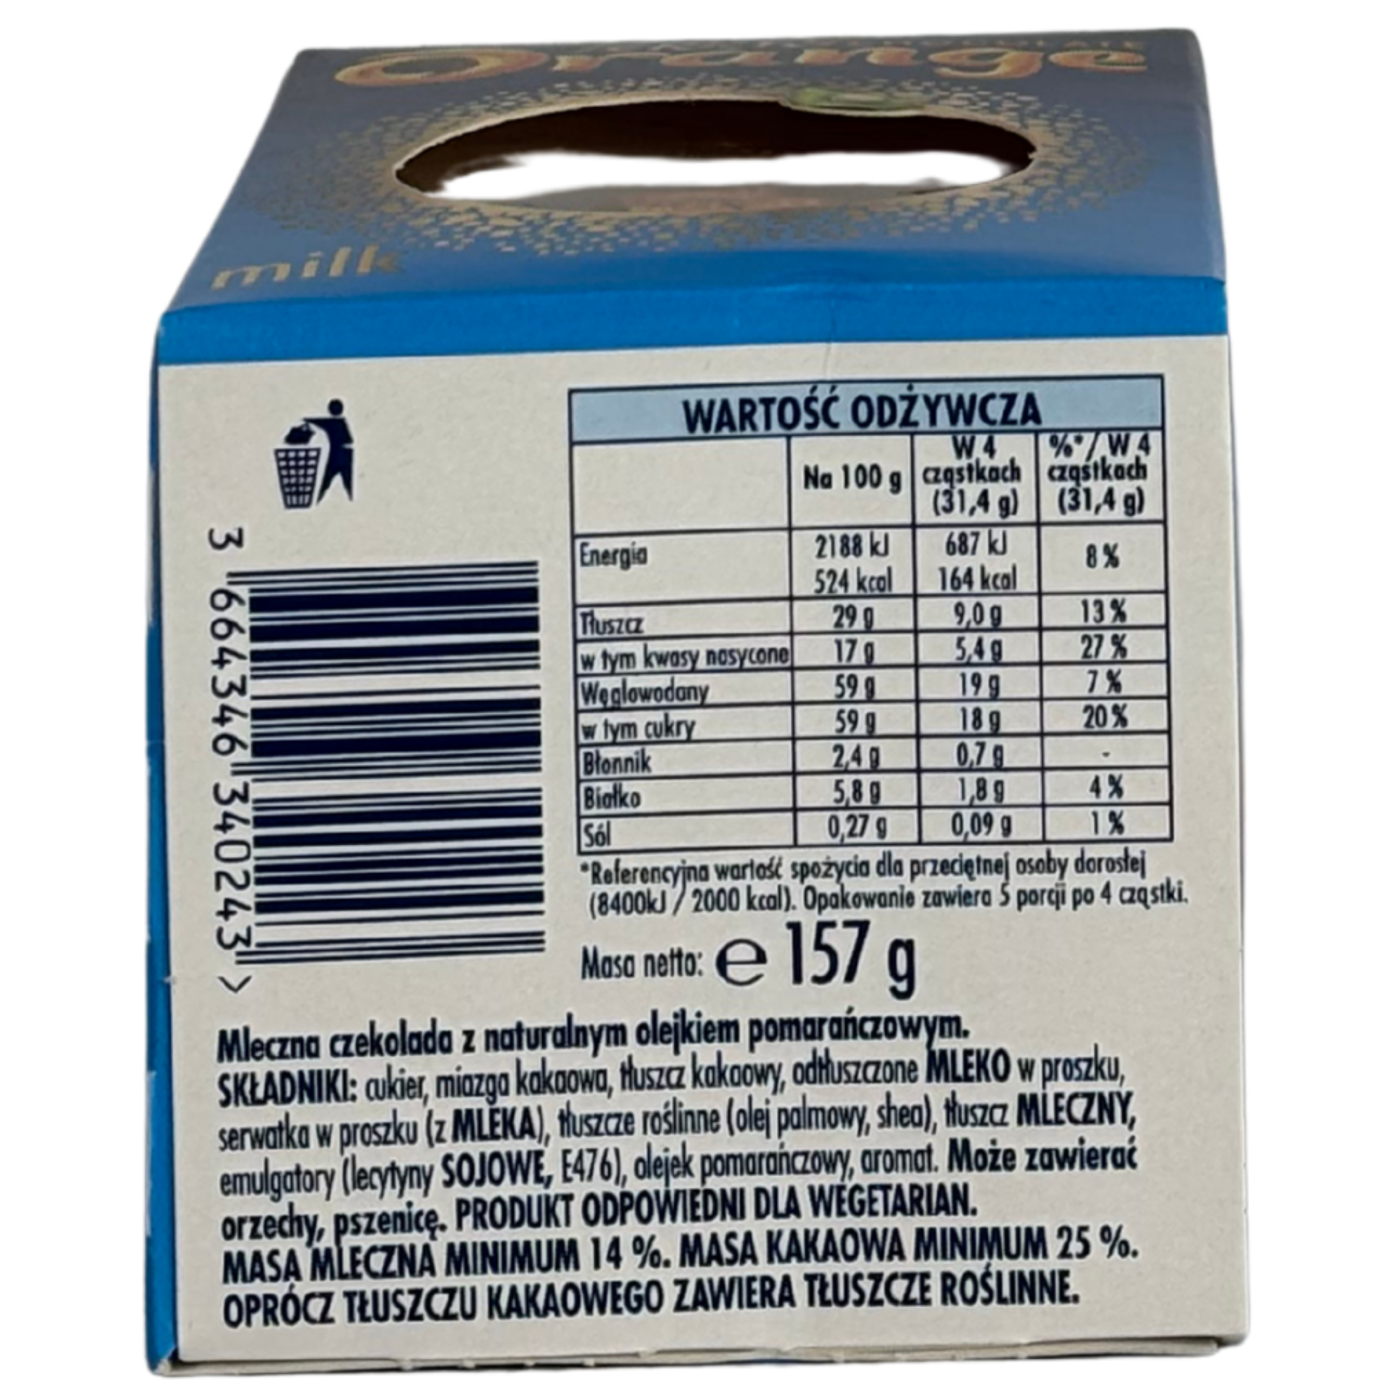 Orange
milk
WARTOŚĆ ODŻYWCZA
Na 100 g | W 4 cząstkach (31,4 g) | %*/ W 4 cząstkach (31,4 g)
Energia | 2188 kJ 524 kcal | 687 kJ 164 kcal | 8 %
Tłuszcz | 29 g | 9,0 g | 13 %
w tym kwasy nasycone | 17 g | 5,4 g | 27 %
Węglowodany | 59 g | 19 g | 7 %
w tym cukry | 59 g | 18 g | 20 %
Błonnik | 2,4 g | 0,7 g | -
Białko | 5,8 g | 1,8 g | 4 %
Sól | 0,27 g | 0,09 g | 1 %
*Referencyjna wartość spożycia dla przeciętnej osoby dorosłej
(8400kJ / 2000 kcal). Opakowanie zawiera 5 porcji po 4 cząstki.
Masa netto: e 157 g
3 664346 340243 >
Mleczna czekolada z naturalnym olejkiem pomarańczowym.
SKŁADNIKI: cukier, miazga kakaowa, tłuszcz kakaowy, odtłuszczone MLEKO w proszku,
serwatka w proszku (z MLEKA), tłuszcze roślinne (olej palmowy, shea), tłuszcz MLECZNY,
emulgatory (lecytyny SOJOWE, E476), olejek pomarańczowy, aromat. Może zawierać
orzechy, pszenicę. PRODUKT ODPOWIEDNI DLA WEGETARIAN.
MASA MLECZNA MINIMUM 14 %. MASA KAKAOWA MINIMUM 25 %.
OPRÓCZ TŁUSZCZU KAKAOWEGO ZAWIERA TŁUSZCZE ROŚLINNE.